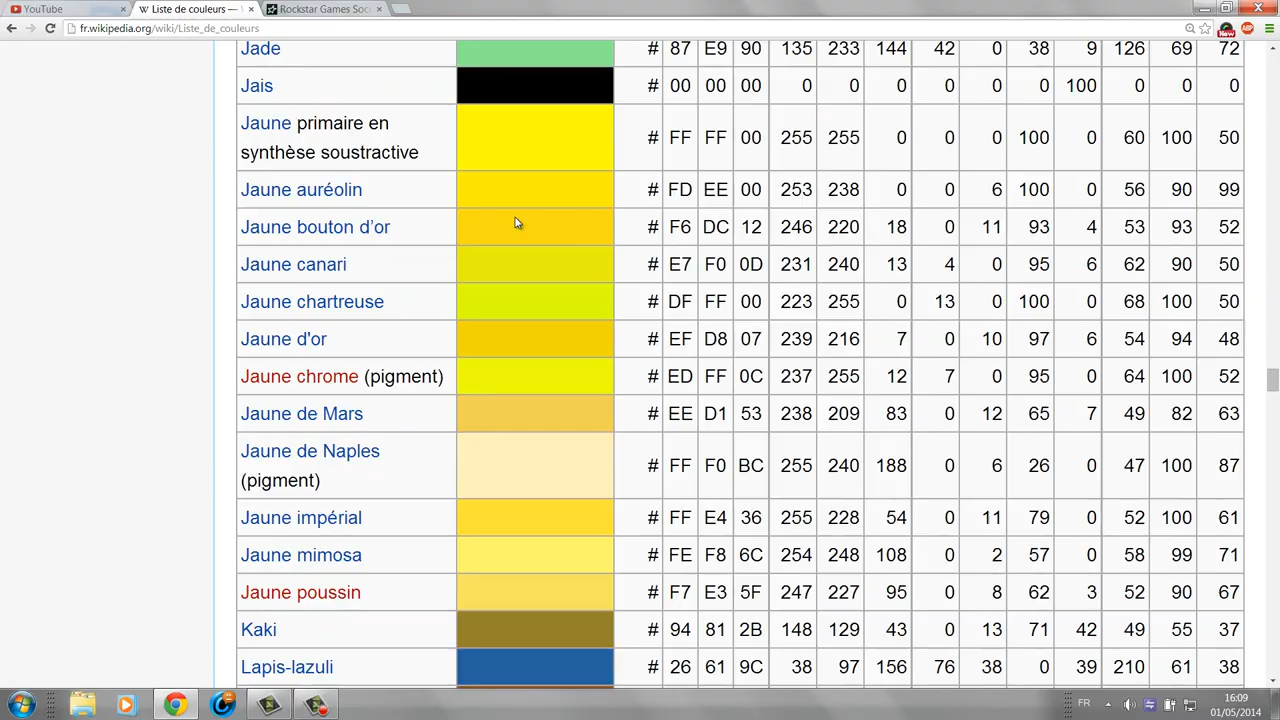 YouTube
W Liste de couleurs —
Rockstar Games Soc
fr.wikipedia.org/wiki/Liste_de_couleurs
New
ABP
Jade # 87 E9 90 135 233 144 42 0 38 9 126 69 72
Jais # 00 00 00 0 0 0 0 0 0 100 0 0 0
Jaune primaire en
synthèse soustractive # FF FF 00 255 255 0 0 0 100 0 60 100 50
Jaune auréolin # FD EE 00 253 238 0 0 6 100 0 56 90 99
Jaune bouton d’or # F6 DC 12 246 220 18 0 11 93 4 53 93 52
Jaune canari # E7 F0 0D 231 240 13 4 0 95 6 62 90 50
Jaune chartreuse # DF FF 00 223 255 0 13 0 100 0 68 100 50
Jaune d'or # EF D8 07 239 216 7 0 10 97 6 54 94 48
Jaune chrome (pigment) # ED FF 0C 237 255 12 7 0 95 0 64 100 52
Jaune de Mars # EE D1 53 238 209 83 0 12 65 7 49 82 63
Jaune de Naples
(pigment) # FF F0 BC 255 240 188 0 6 26 0 47 100 87
Jaune impérial # FF E4 36 255 228 54 0 11 79 0 52 100 61
Jaune mimosa # FE F8 6C 254 248 108 0 2 57 0 58 99 71
Jaune poussin # F7 E3 5F 247 227 95 0 8 62 3 52 90 67
Kaki # 94 81 2B 148 129 43 0 13 71 42 49 55 37
Lapis-lazuli # 26 61 9C 38 97 156 76 38 0 39 210 61 38
FR
16:09
01/05/2014